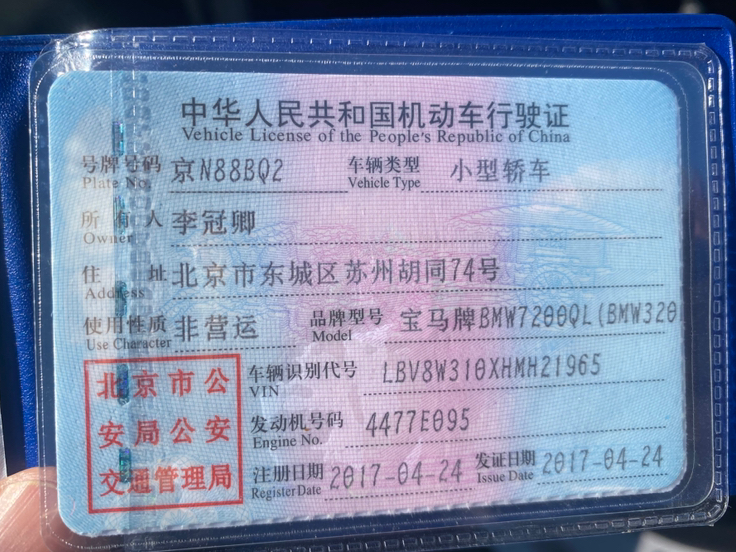 中华人民共和国机动车行驶证
Vehicle License of the People's Republic of China
号牌号码 京N88BQ2 车辆类型 小型轿车
Plate No. Vehicle Type
所有人 李冠卿
Owner
住址 北京市东城区苏州胡同74号
Address
使用性质 非营运 品牌型号 宝马牌BMW7200QL(BMW320
Use Character Model
北京市公 车辆识别代号 LBV8W310XHMH21965
VIN
安局公安 发动机号码 4477E095
Engine No.
交通管理局 注册日期 2017-04-24 发证日期 2017-04-24
Register Date Issue Date